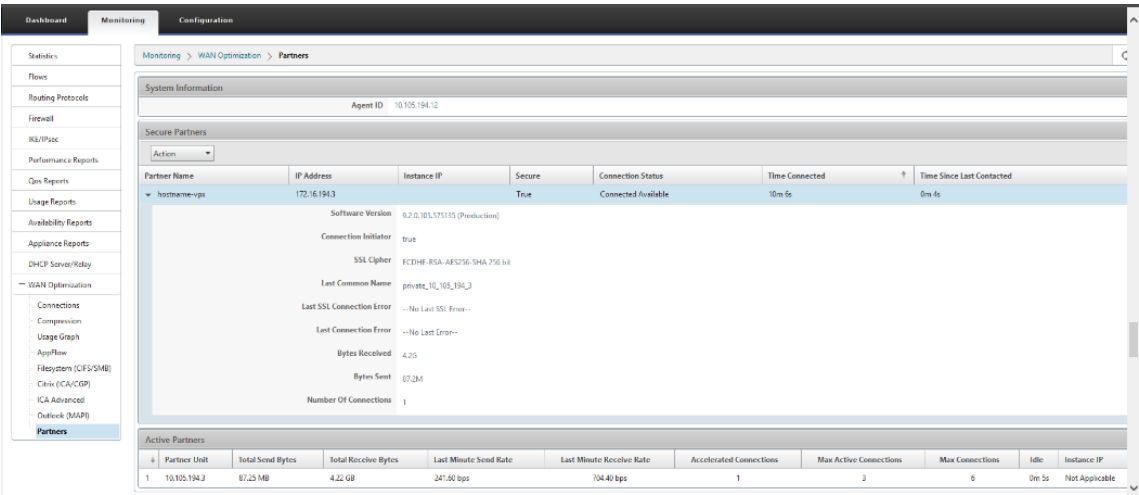 Dashboard Monitoring Configuration
Monitoring > WAN Optimization > Partners
Statistics
Flows
Routing Protocols
Firewall
IKE/IPsec
Performance Reports
Qos Reports
Usage Reports
Availability Reports
Appliance Reports
DHCP Server/Relay
WAN Optimization
Connections
Compression
Usage Graph
AppFlow
Filesystem (CIFS/SMB)
Citrix (ICA/CGP)
ICA Advanced
Outlook (MAPI)
Partners
System Information
Agent ID 10.105.194.12
Secure Partners
Action
Partner Name IP Address Instance IP Secure Connection Status Time Connected Time Since Last Contacted
hostname-vpx 172.16.194.3 True Connected Available 10m 6s 0m 4s
Software Version 9.2.0.105.575135 (Production)
Connection Initiator true
SSL Cipher ECDHE-RSA-AES256-SHA 256 bit
Last Common Name private_10_105_194_3
Last SSL Connection Error --No Last SSL Error--
Last Connection Error --No Last Error--
Bytes Received 4.2G
Bytes Sent 87.2M
Number Of Connections 1
Active Partners
Partner Unit Total Send Bytes Total Receive Bytes Last Minute Send Rate Last Minute Receive Rate Accelerated Connections Max Active Connections Max Connections Idle Instance IP
1 10.105.194.3 87.25 MB 4.22 GB 241.60 bps 704.40 bps 1 3 6 0m 5s Not Applicable